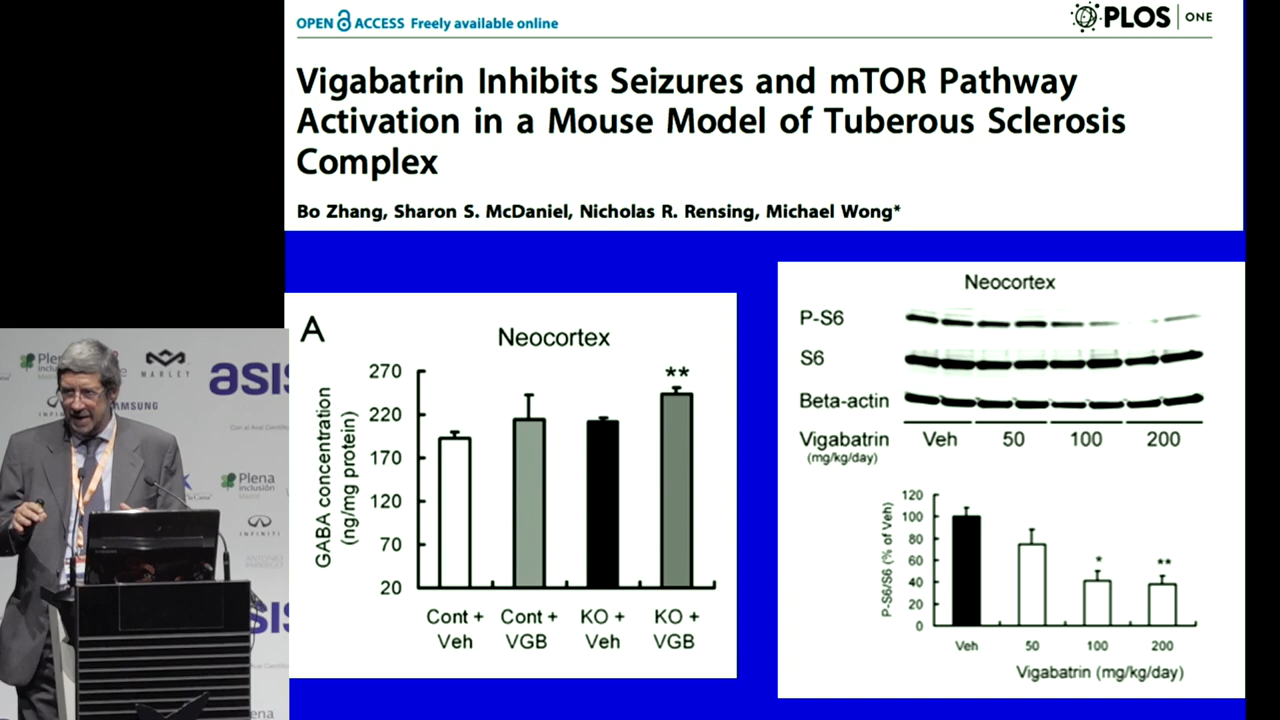 OPEN ACCESS Freely available online
PLOS ONE
Vigabatrin Inhibits Seizures and mTOR Pathway
Activation in a Mouse Model of Tuberous Sclerosis
Complex
Bo Zhang, Sharon S. McDaniel, Nicholas R. Rensing, Michael Wong*
A
Neocortex
GABA concentration
(ng/mg protein)
270
220
170
120
70
20
Cont +
Veh
Cont +
VGB
KO +
Veh
KO +
VGB
**
Neocortex
P-S6
S6
Beta-actin
Vigabatrin
(mg/kg/day)
Veh 50 100 200
P-S6/S6 (% of Veh)
120
100
80
60
40
20
0
*
**
Veh 50 100 200
Vigabatrin (mg/kg/day)
MARLEY
SAMSUNG
asis
Plena
inclusión
Madrid
INFINITI